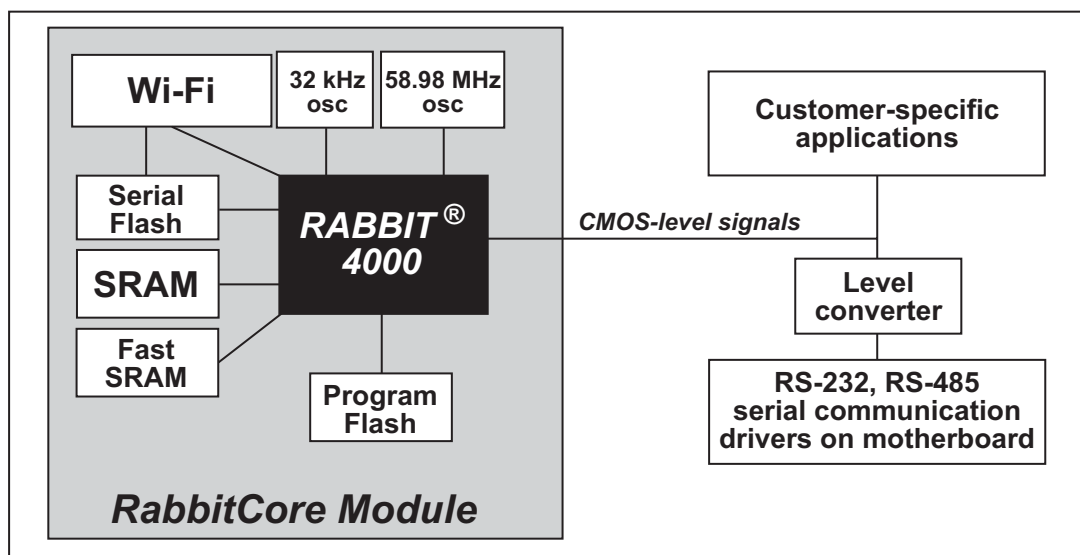 Wi-Fi
32 kHz
osc
58.98 MHz
osc
Serial
Flash
SRAM
Fast
SRAM
RABBIT ®
4000
Program
Flash
RabbitCore Module
CMOS-level signals
Customer-specific
applications
Level
converter
RS-232, RS-485
serial communication
drivers on motherboard